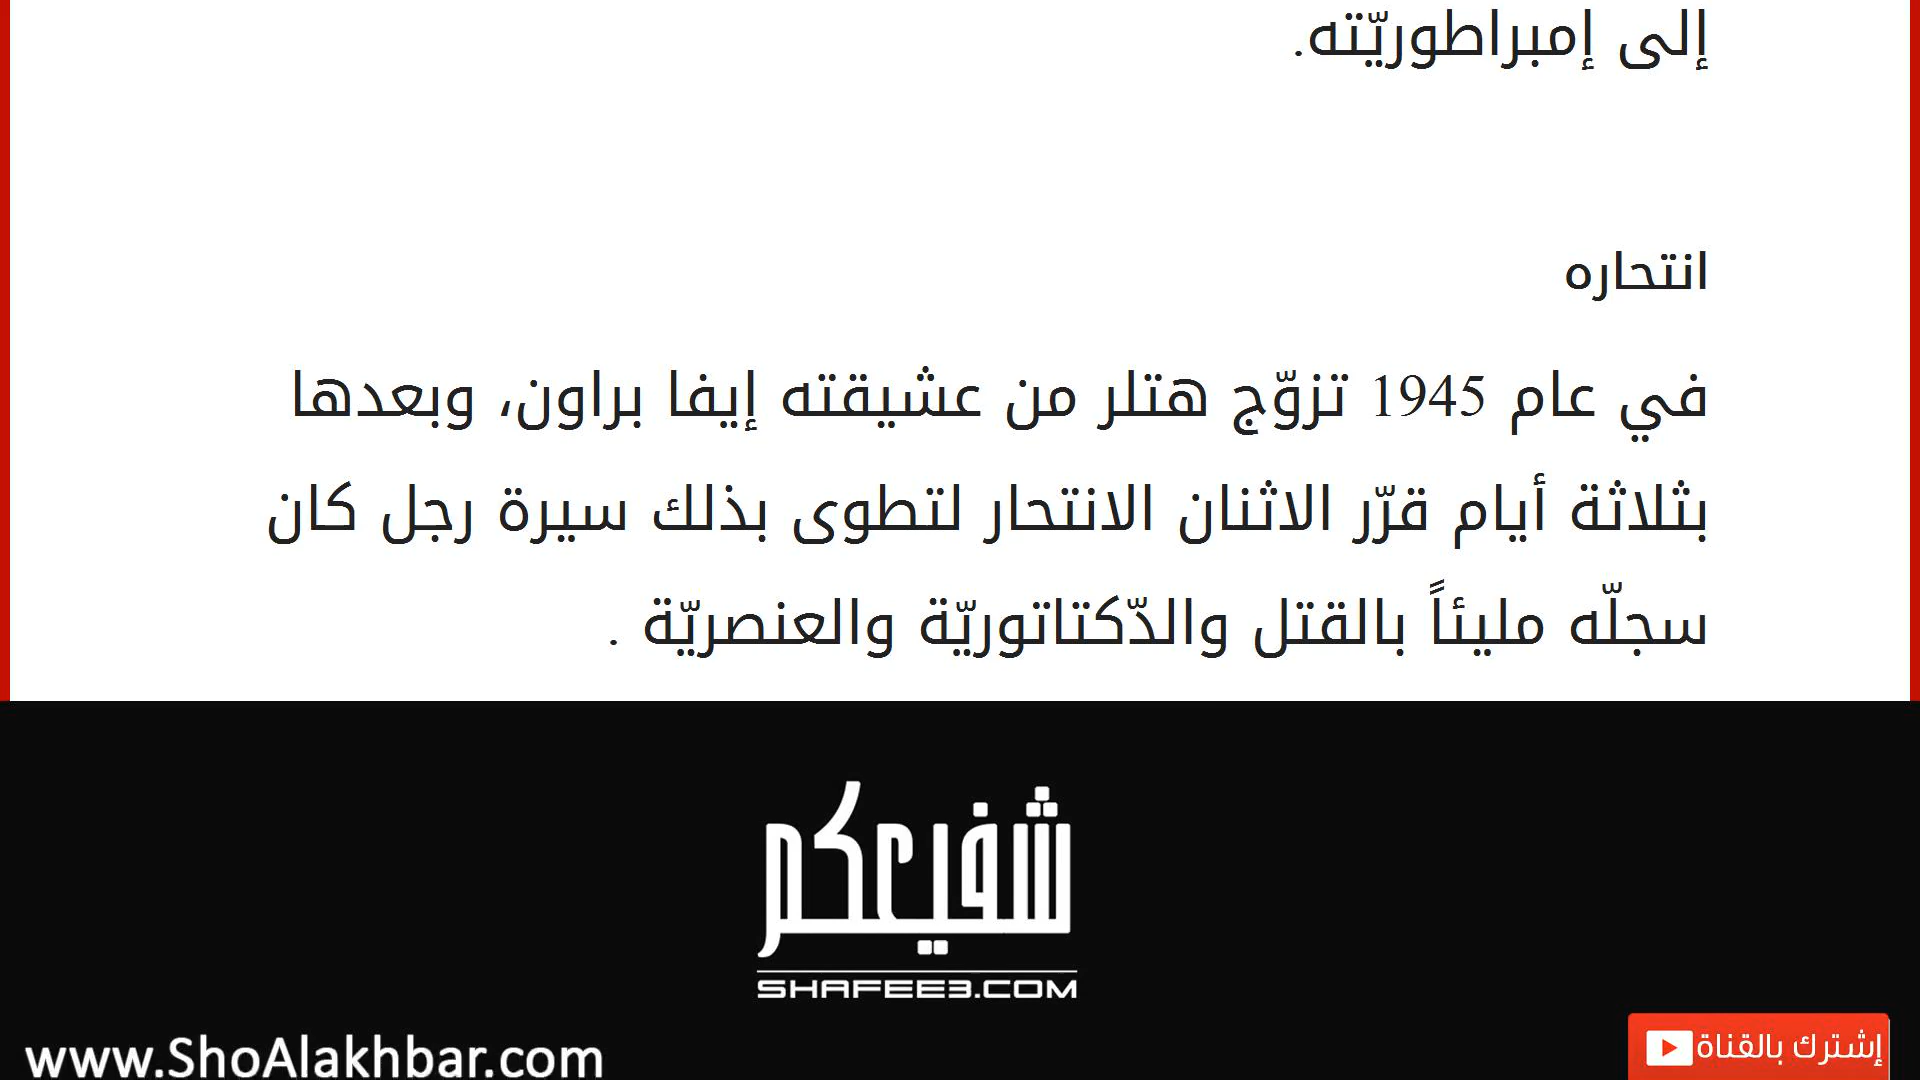 إلى إمبراطوريّته.
انتحاره
في عام 1945 تزوّج هتلر من عشيقته إيفا براون، وبعدها
بثلاثة أيام قرّر الاثنان الانتحار لتطوى بذلك سيرة رجل كان
سجلّه مليئاً بالقتل والدّكتاتوريّة والعنصريّة .
شفيعكم
SHAFEE3.COM
www.ShoAlakhbar.com
إشترك بالقناة